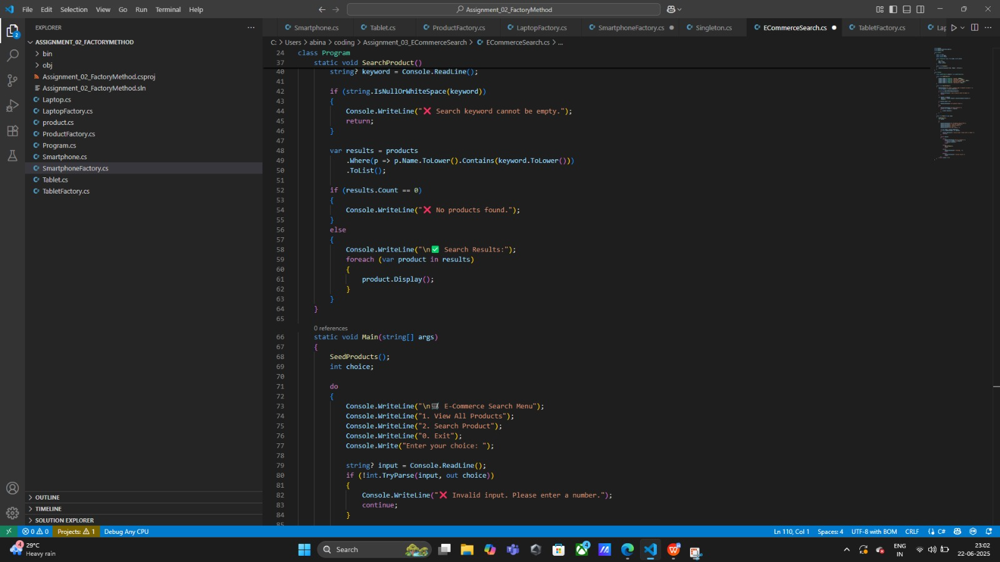 File Edit Selection View Go Run Terminal Help
Assignment_02_FactoryMethod
EXPLORER
ASSIGNMENT_02_FACTORYMETHOD
bin
obj
Assignment_02_FactoryMethod.csproj
Assignment_02_FactoryMethod.sln
Laptop.cs
LaptopFactory.cs
product.cs
ProductFactory.cs
Program.cs
Smartphone.cs
SmartphoneFactory.cs
Tablet.cs
TabletFactory.cs
OUTLINE
TIMELINE
SOLUTION EXPLORER
2
Smartphone.cs Tablet.cs ProductFactory.cs LaptopFactory.cs SmartphoneFactory.cs Singleton.cs ECommerceSearch.cs TabletFactory.cs Lap
C: > Users > abina > coding > Assignment_03_ECommerceSearch > ECommerceSearch.cs > ...
24 class Program
37 static void SearchProduct()
40 string? keyword = Console.ReadLine();
41
42 if (string.IsNullOrWhiteSpace(keyword))
43 {
44 Console.WriteLine("❌ Search keyword cannot be empty.");
45 return;
46 }
47
48 var results = products
49 .Where(p => p.Name.ToLower().Contains(keyword.ToLower()))
50 .ToList();
51
52 if (results.Count == 0)
53 {
54 Console.WriteLine("❌ No products found.");
55 }
56 else
57 {
58 Console.WriteLine("\n✅ Search Results:");
59 foreach (var product in results)
60 {
61 product.Display();
62 }
63 }
64 }
65
0 references
66 static void Main(string[] args)
67 {
68 SeedProducts();
69 int choice;
70
71 do
72 {
73 Console.WriteLine("\n🛒 E-Commerce Search Menu");
74 Console.WriteLine("1. View All Products");
75 Console.WriteLine("2. Search Product");
76 Console.WriteLine("0. Exit");
77 Console.Write("Enter your choice: ");
78
79 string? input = Console.ReadLine();
80 if (!int.TryParse(input, out choice))
81 {
82 Console.WriteLine("❌ Invalid input. Please enter a number.");
83 continue;
84 }
85
0 0 Projects: 1 Debug Any CPU Ln 110, Col 1 Spaces: 4 UTF-8 with BOM CRLF {} C#
4
29°C
Heavy rain
Search
4
ENG
IN
23:02
22-06-2025